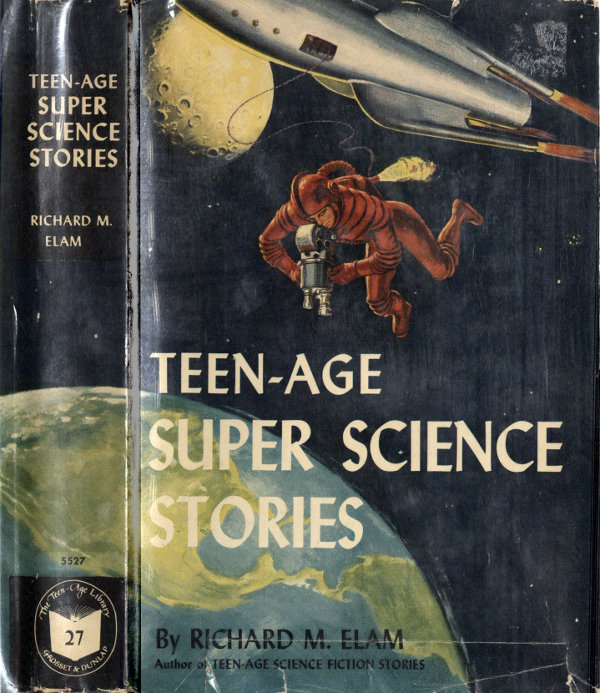 TEEN-AGE
SUPER
SCIENCE
STORIES
RICHARD M.
ELAM
5527
The Teen-Age Library
27
GROSSET & DUNLAP
TEEN-AGE
SUPER SCIENCE
STORIES
By RICHARD M. ELAM
Author of TEEN-AGE SCIENCE FICTION STORIES